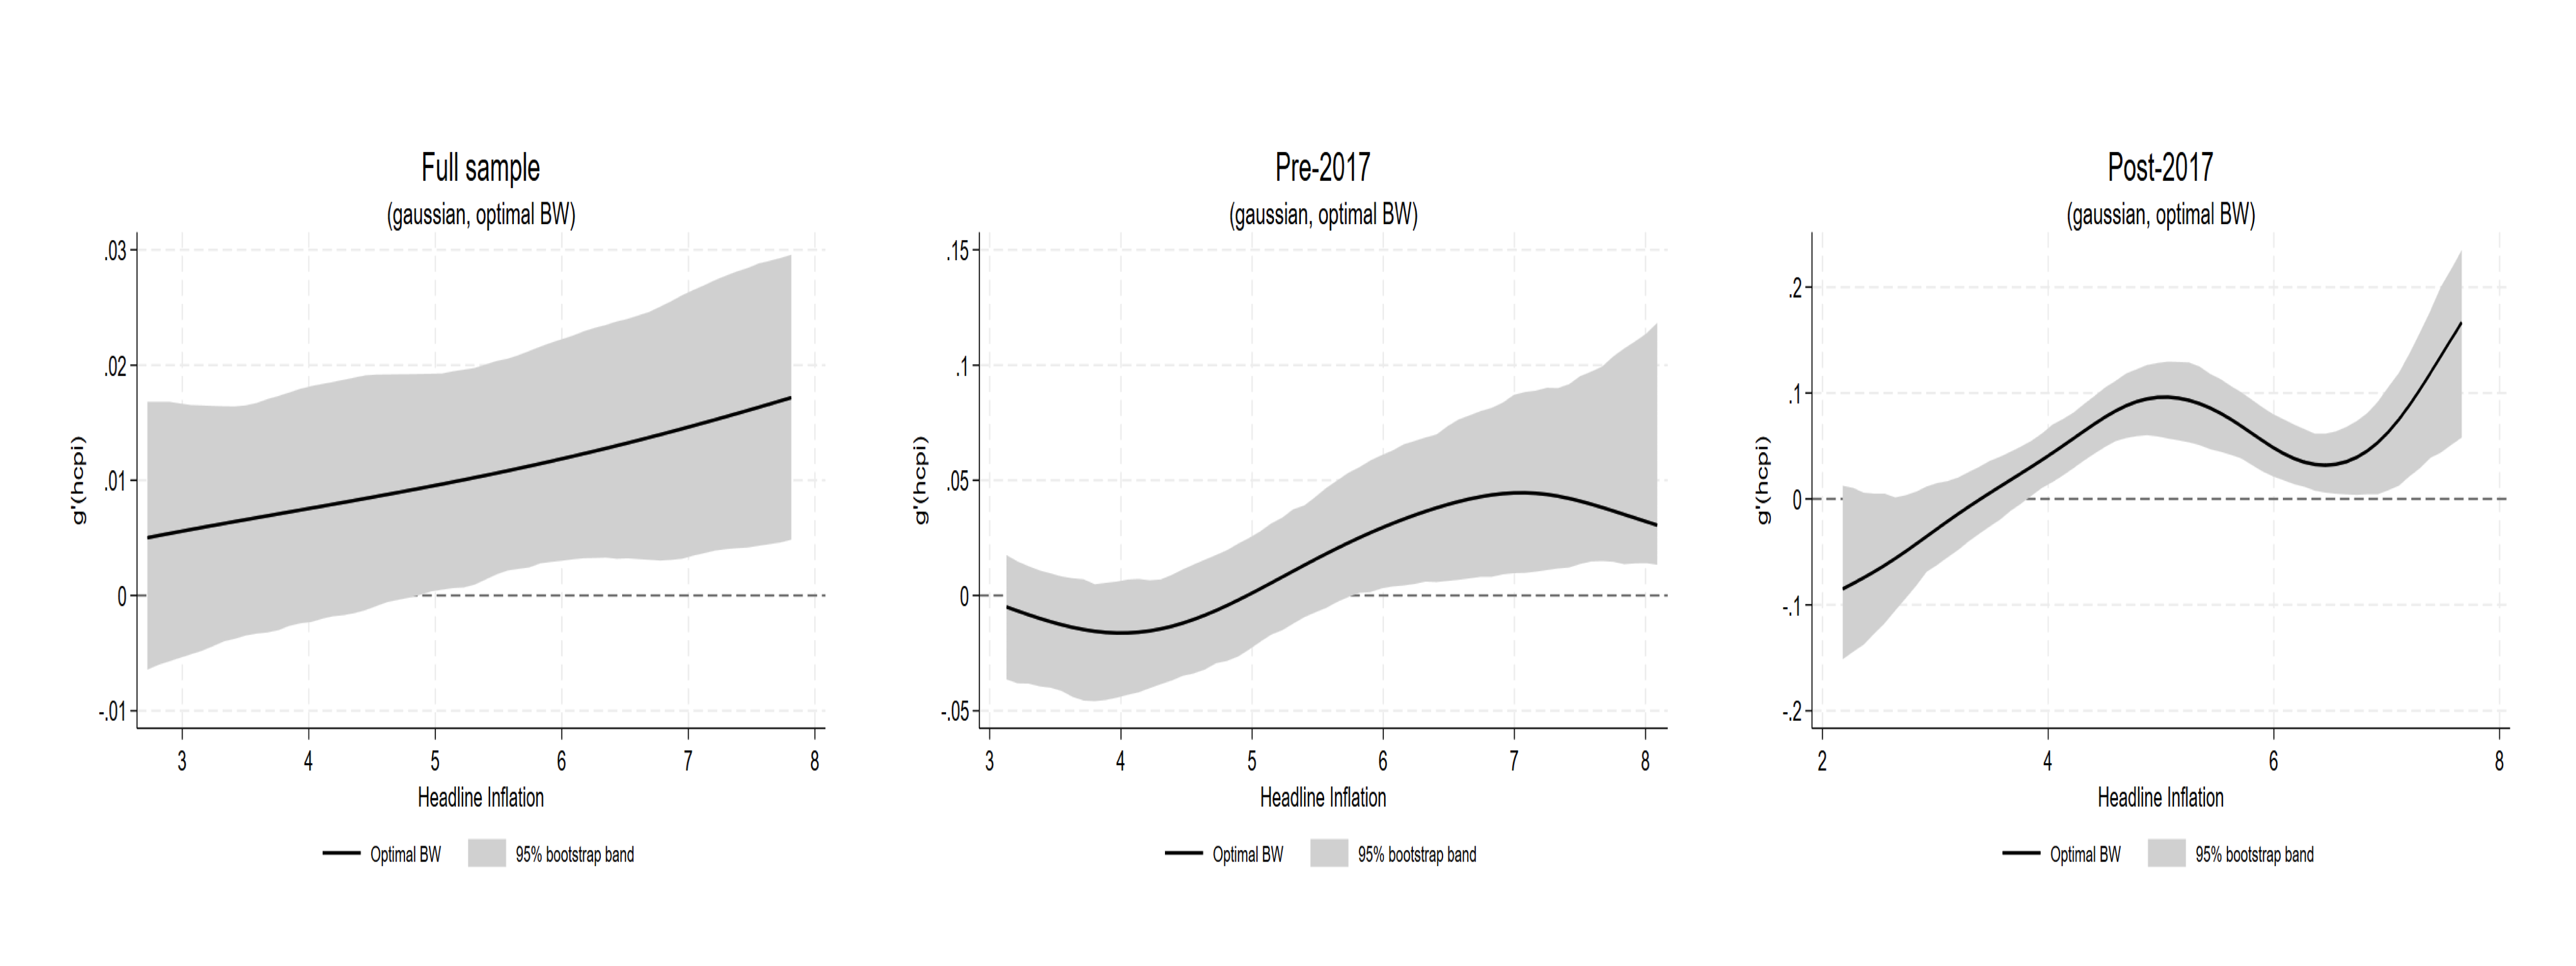 Full sample
(gaussian, optimal BW)
.03
.02
.01
0
-.01
g'(hcpi)
3 4 5 6 7 8
Headline Inflation
Optimal BW 95% bootstrap band
Pre-2017
(gaussian, optimal BW)
.15
.1
.05
0
-.05
g'(hcpi)
3 4 5 6 7 8
Headline Inflation
Optimal BW 95% bootstrap band
Post-2017
(gaussian, optimal BW)
.2
.1
0
-.1
-.2
g'(hcpi)
2 4 6 8
Headline Inflation
Optimal BW 95% bootstrap band